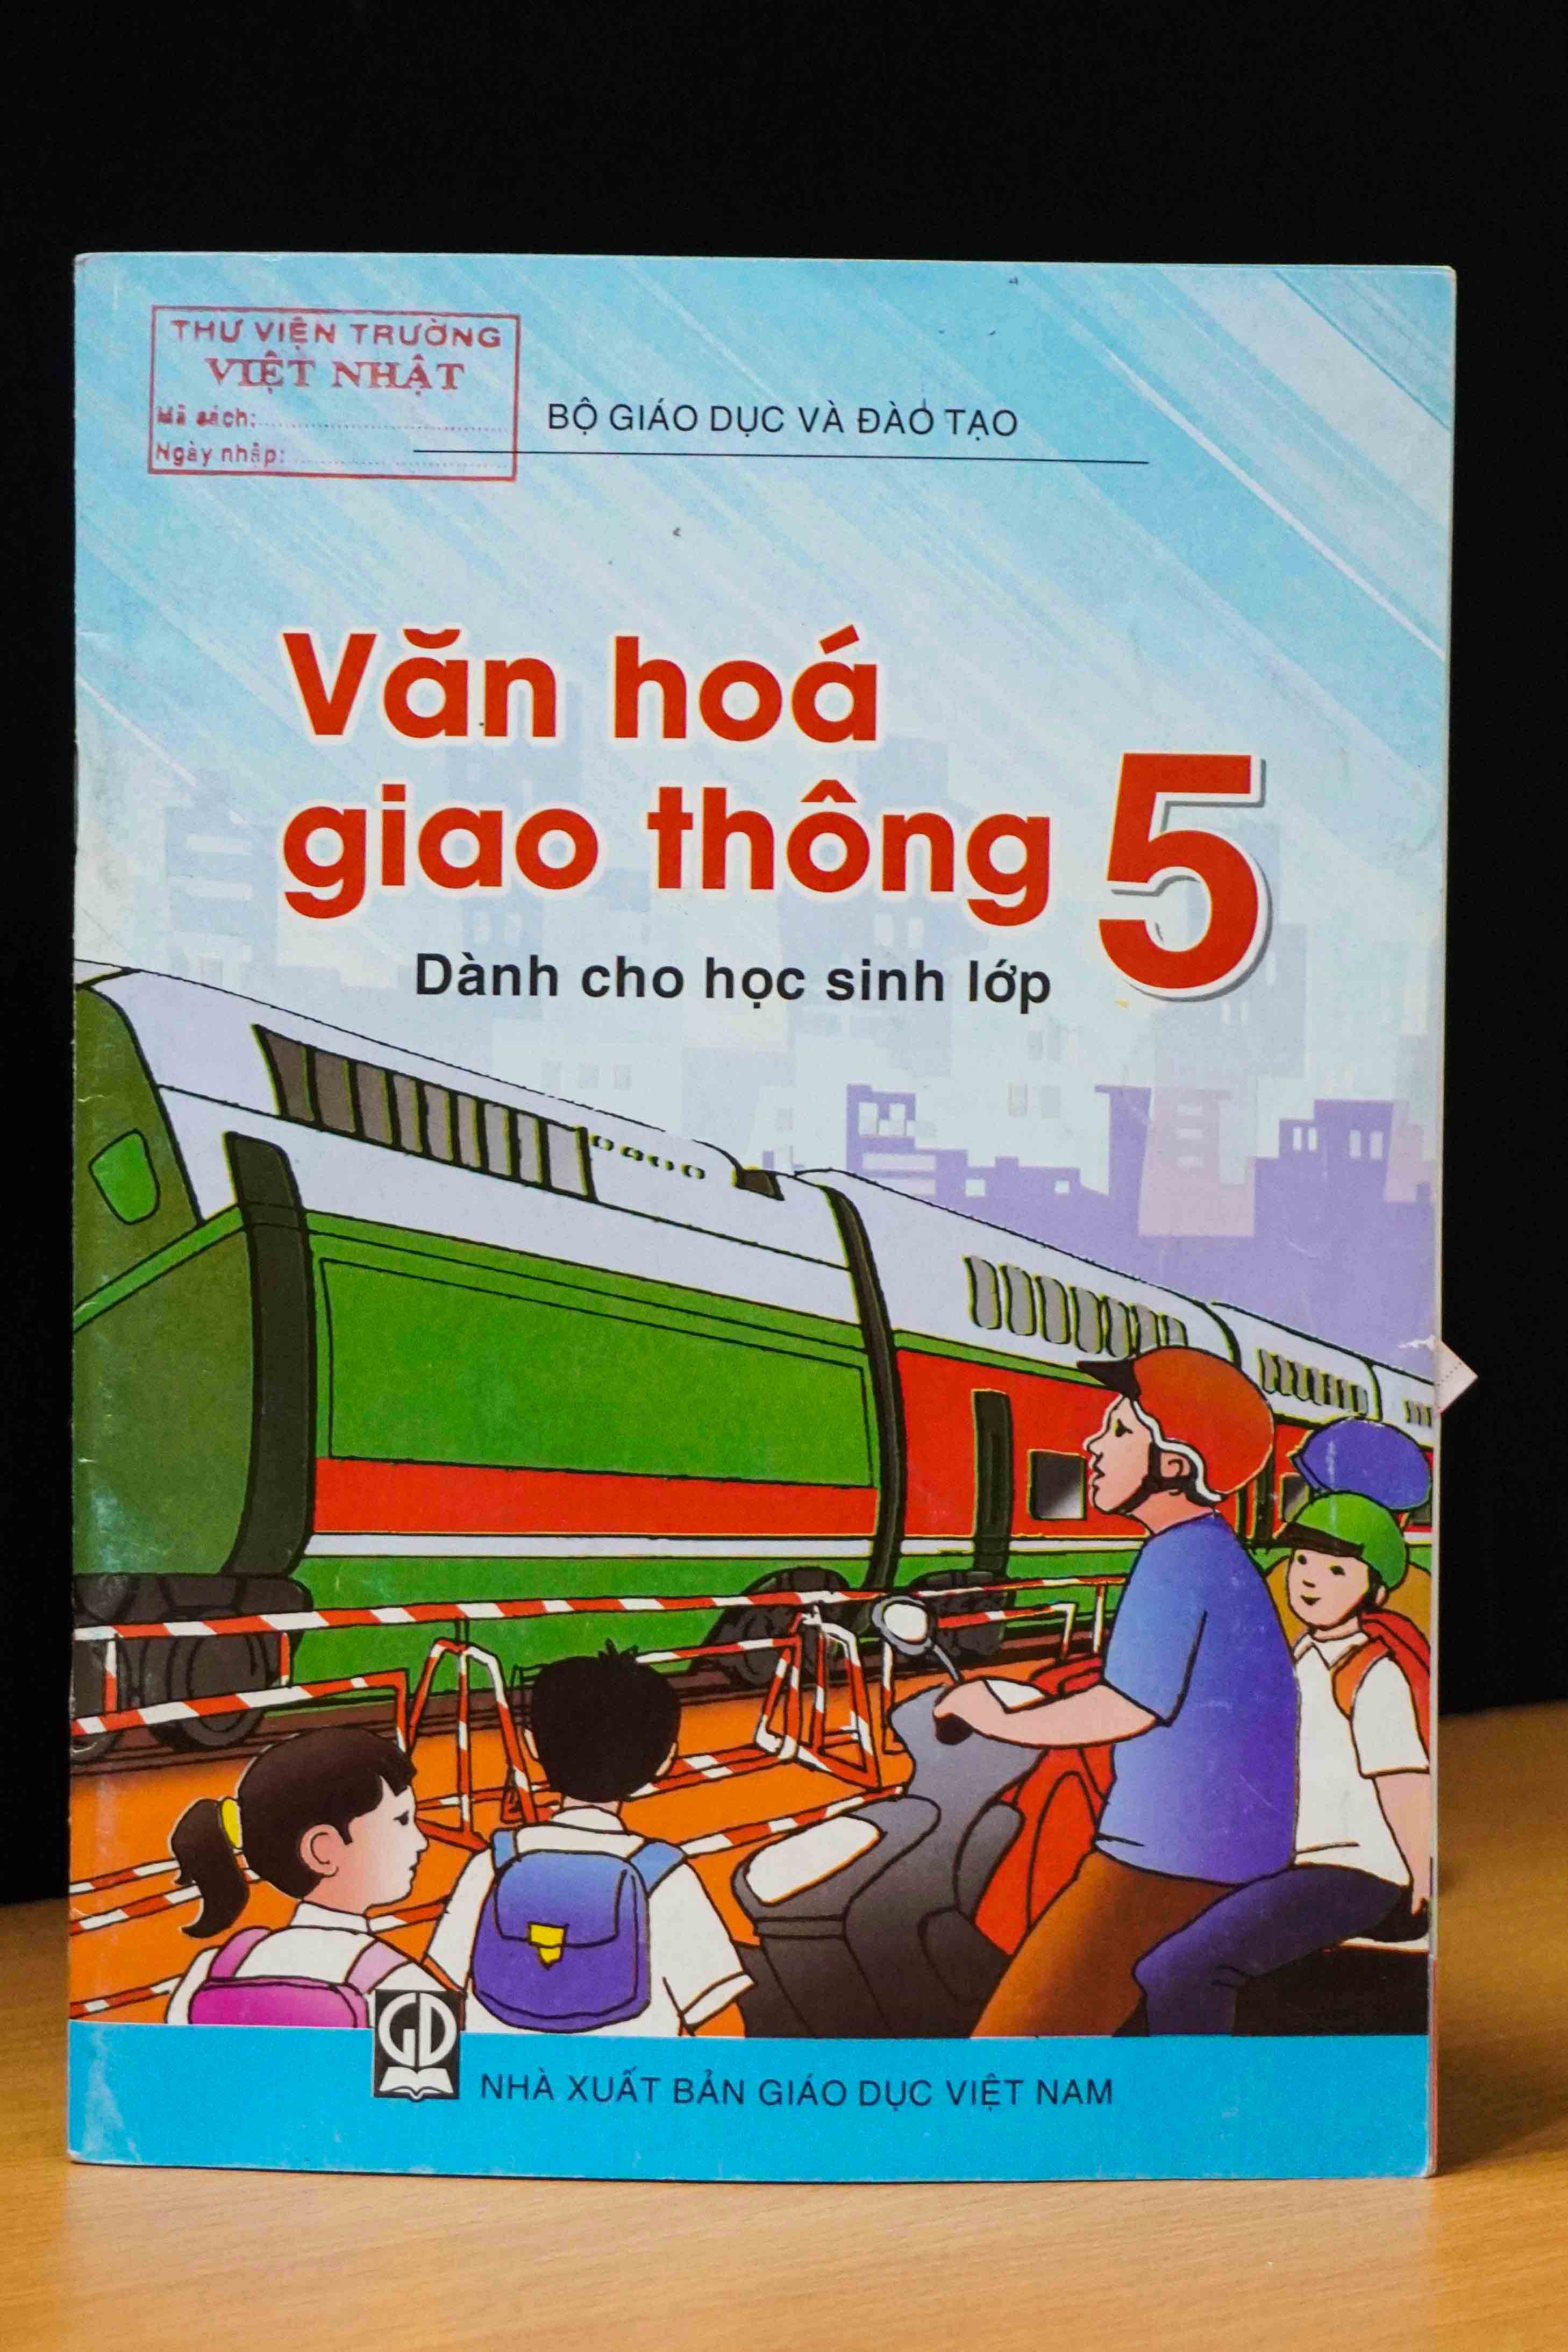 THƯ VIỆN TRƯỜNG
VIỆT NHẬT
Mã sách:
Ngày nhập:
BỘ GIÁO DỤC VÀ ĐÀO TẠO
Văn hoá
giao thông 5
Dành cho học sinh lớp
GD
NHÀ XUẤT BẢN GIÁO DỤC VIỆT NAM